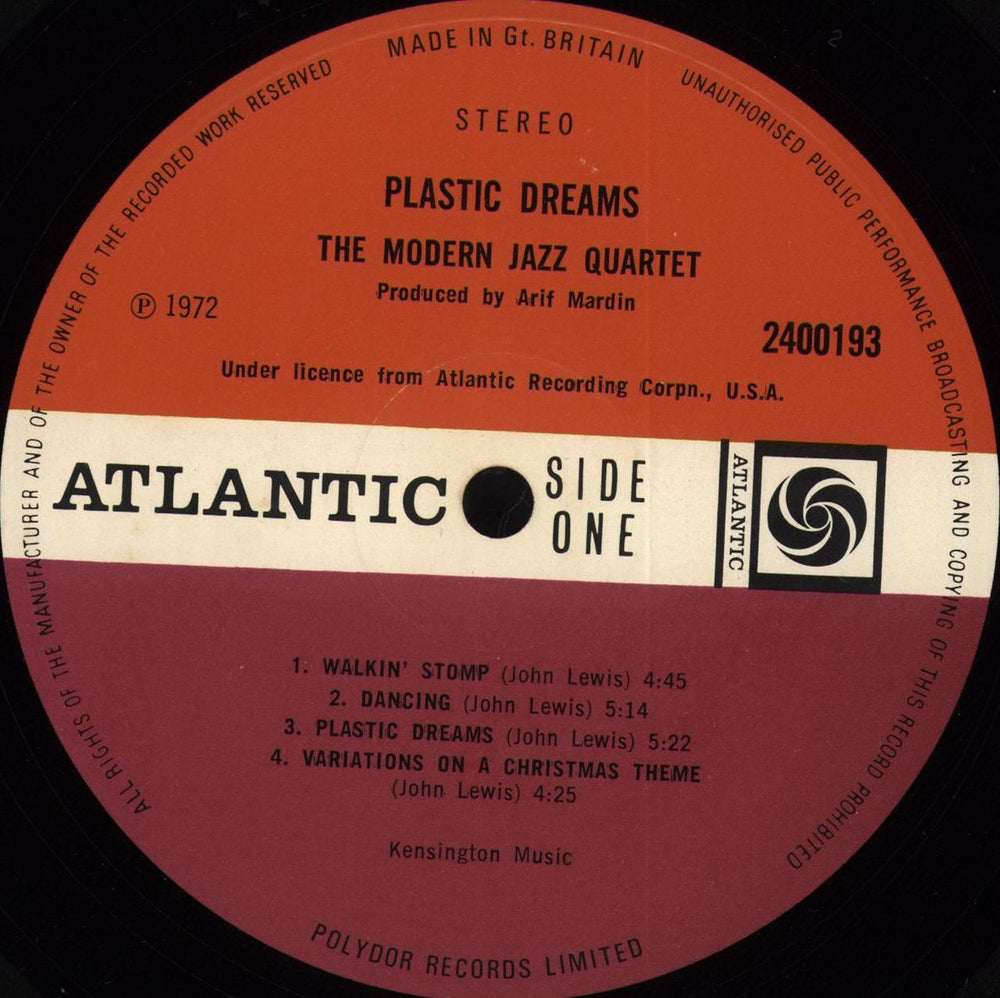 MADE IN Gt. BRITAIN
UNAUTHORISED PUBLIC PERFORMANCE BROADCASTING AND COPYING OF THIS RECORD PROHIBITED
ALL RIGHTS OF THE MANUFACTURER AND OF THE OWNER OF THE RECORDED WORK RESERVED
STEREO
PLASTIC DREAMS
THE MODERN JAZZ QUARTET
Produced by Arif Mardin
Ⓟ 1972
2400193
Under licence from Atlantic Recording Corpn., U.S.A.
ATLANTIC
SIDE
ONE
ATLANTIC
1. WALKIN' STOMP (John Lewis) 4:45
2. DANCING (John Lewis) 5:14
3. PLASTIC DREAMS (John Lewis) 5:22
4. VARIATIONS ON A CHRISTMAS THEME
(John Lewis) 4:25
Kensington Music
POLYDOR RECORDS LIMITED